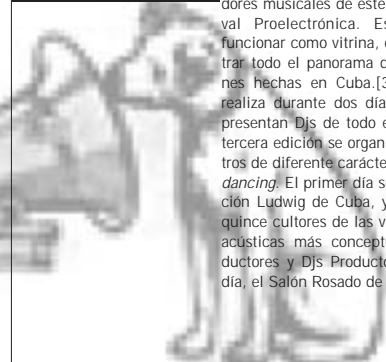 dores musicales de este
val Proelectrónica. Es
funcionar como vitrina,
trar todo el panorama
nes hechas en Cuba.[3
realiza durante dos día
presentan Djs de todo
tercera edición se organ
tros de diferente carácte
dancing. El primer día s
ción Ludwig de Cuba, y
quince cultores de las v
acústicas más concept
ductores y Djs Product
día, el Salón Rosado de